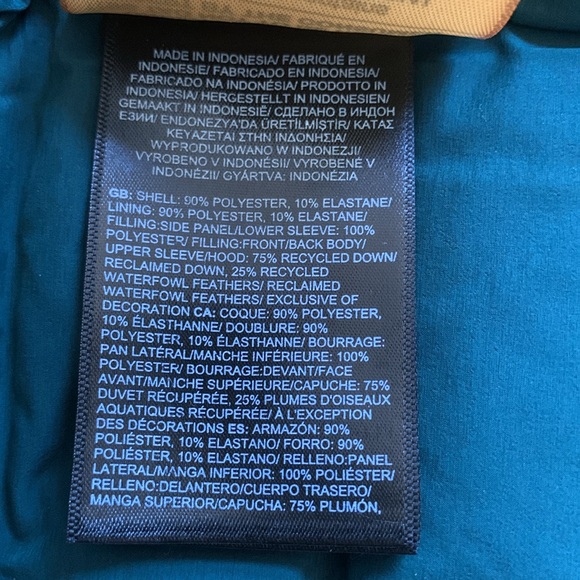 MADE IN INDONESIA/ FABRIQUÉ EN
INDONESIE/ FABRICADO EN INDONESIA/
FABRICADO NA INDONÉSIA/ PRODOTTO IN
INDONESIA/ HERGESTELLT IN INDONESIEN/
GEMAAKT IN INDONESIË/ СДЕЛАНО В ИНДОН
ЕЗИИ/ ENDONEZYA'DA ÜRETİLMİŞTİR/ ΚΑΤΑΣ
ΚΕΥΑΖΕΤΑΙ ΣΤΗΝ ΙΝΔΟΝΗΣΙΑ/
WYPRODUKOWANO W INDONEZJI/
VYROBENO V INDONÉSII/ VYROBENÉ V
INDONÉZII/ GYÁRTVA: INDONÉZIA
GB: SHELL: 90% POLYESTER, 10% ELASTANE/
LINING: 90% POLYESTER, 10% ELASTANE/
FILLING:SIDE PANEL/LOWER SLEEVE: 100%
POLYESTER/ FILLING:FRONT/BACK BODY/
UPPER SLEEVE/HOOD: 75% RECYCLED DOWN/
RECLAIMED DOWN, 25% RECYCLED
WATERFOWL FEATHERS/ RECLAIMED
WATERFOWL FEATHERS/ EXCLUSIVE OF
DECORATION CA: COQUE: 90% POLYESTER,
10% ÉLASTHANNE/ DOUBLURE: 90%
POLYESTER, 10% ÉLASTHANNE/ BOURRAGE:
PAN LATÉRAL/MANCHE INFÉRIEURE: 100%
POLYESTER/ BOURRAGE:DEVANT/FACE
AVANT/MANCHE SUPÉRIEURE/CAPUCHE: 75%
DUVET RÉCUPÉRÉE, 25% PLUMES D'OISEAUX
AQUATIQUES RÉCUPÉRÉE/ À L'EXCEPTION
DES DÉCORATIONS ES: ARMAZÓN: 90%
POLIÉSTER, 10% ELASTANO/ FORRO: 90%
POLIÉSTER, 10% ELASTANO/ RELLENO:PANEL
LATERAL/MANGA INFERIOR: 100% POLIÉSTER/
RELLENO:DELANTERO/CUERPO TRASERO/
MANGA SUPERIOR/CAPUCHA: 75% PLUMÓN,